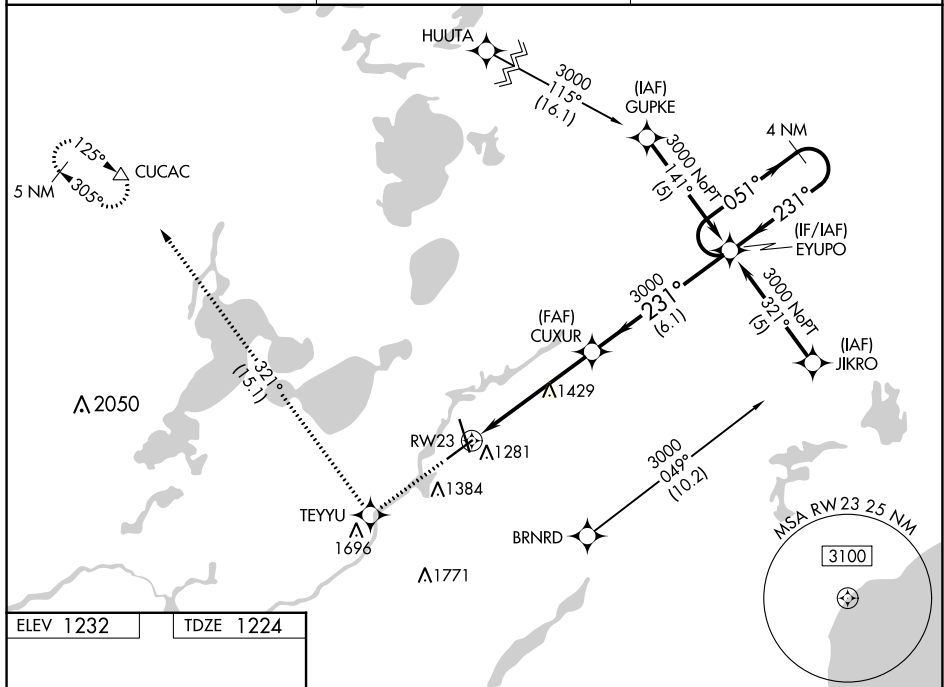 HUUTA
3000
115°
(16.1)
(IAF)
GUPKE
4 NM
3000 NoPT
141°
(5)
051°
231°
(IF/IAF)
EYUPO
125°
CUCAC
5 NM
305°
3000
231°
(6.1)
3000 NoPT
321°
(5)
(FAF)
CUXUR
(IAF)
JIKRO
321°
(15.1)
1429
2050
RW23
1281
3000
049°
(10.2)
1384
TEYYU
1696
BRNRD
MSA RW23 25 NM
3100
1771
ELEV 1232
TDZE 1224